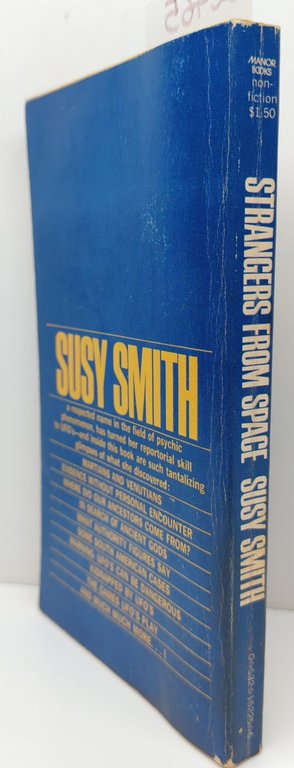 SUSY SMITH
a respected name in the field of psychic
phenomenon, has turned her reportorial skill
to UFO's—and inside this book are such tantalizing
glimpses of what she discovered:
MARTIANS AND VENUTIANS
EVIDENCE WITHOUT PERSONAL ENCOUNTER
WHERE DID OUR ANCESTORS COME FROM?
IN SEARCH OF ANCIENT GODS
WHAT AUTHORITY FIGURES SAY
SOME SOUTH AMERICAN CASES
WARNING, UFO'S CAN BE DANGEROUS
KIDNAPPED BY UFO'S
THE GAMES UFO'S PLAY
AND MUCH MUCH MORE . . . !
MANOR
BOOKS
non-
fiction
$1.50
STRANGERS FROM SPACE SUSY SMITH